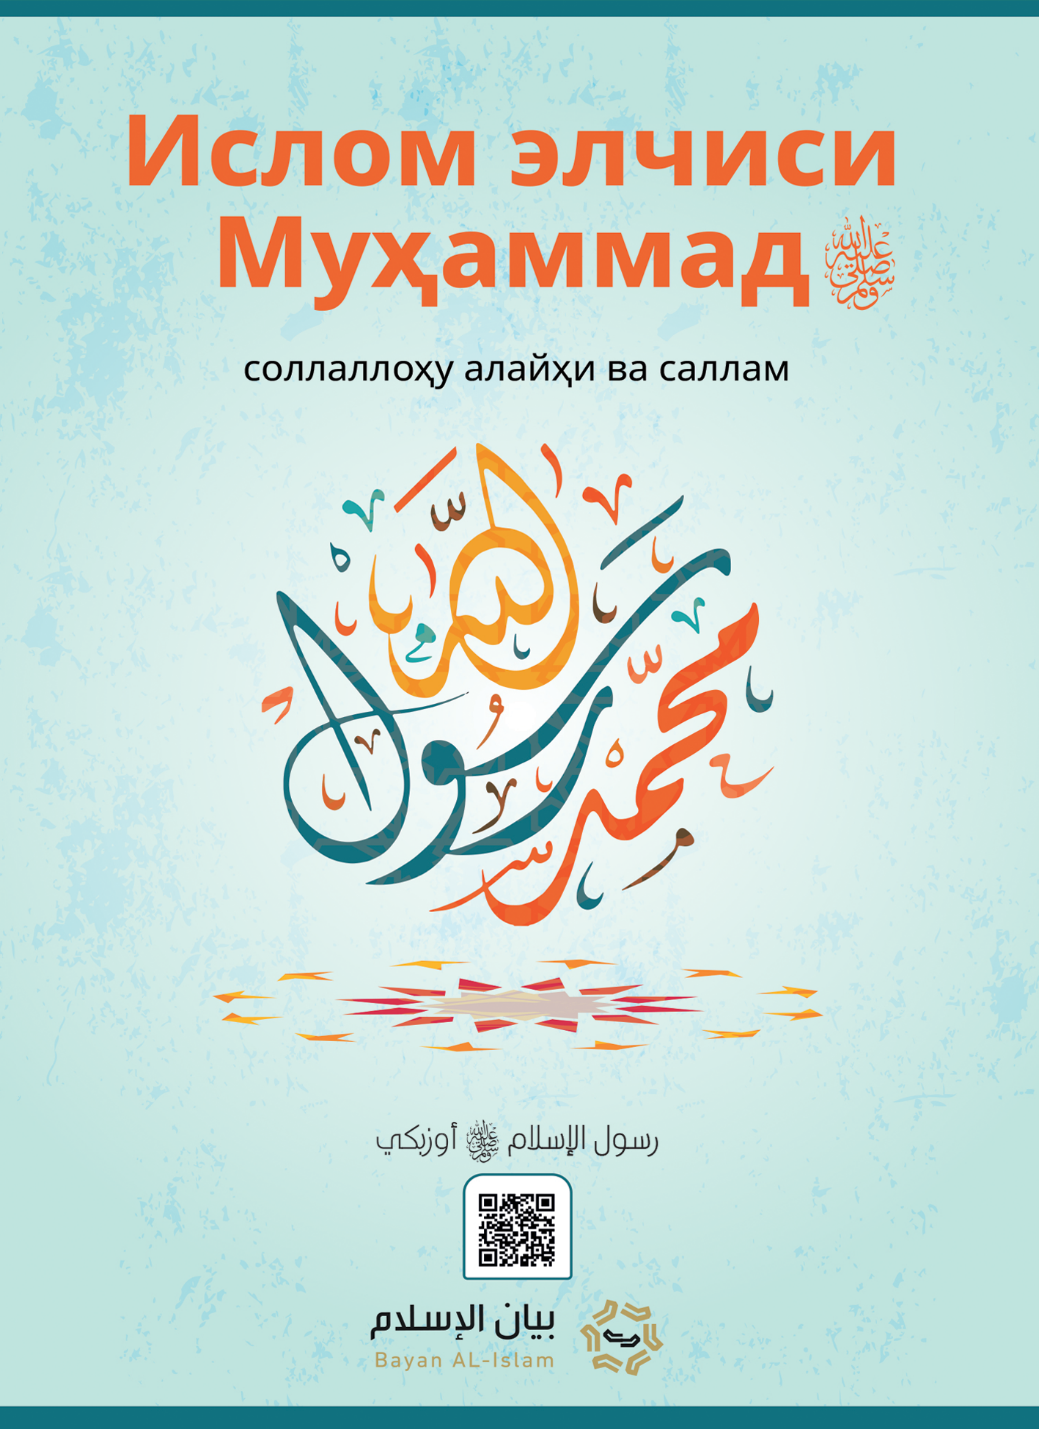 Ислом элчиси
Муҳаммад ﷺ
соллаллоҳу алайҳи ва саллам
محمد رسول الله
رسول الإسلام ﷺ أوزبكي
بيان الإسلام
Bayan AL-Islam